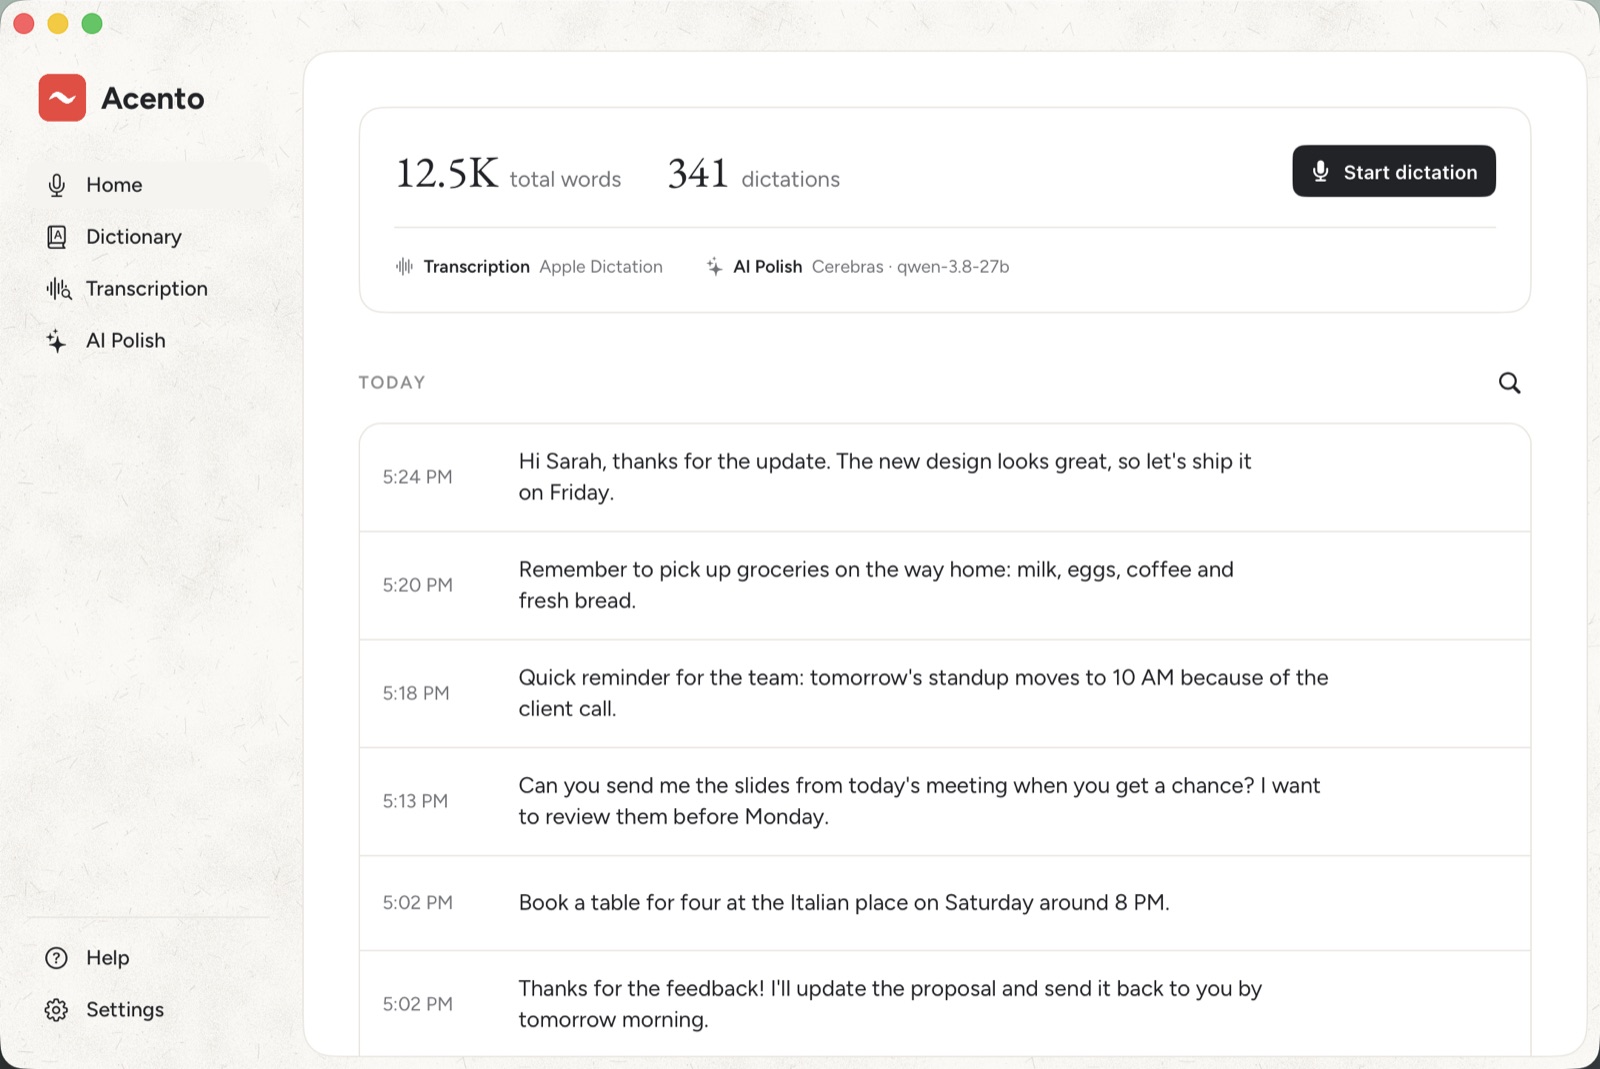 Acento
Home
Dictionary
Transcription
AI Polish
Help
Settings
12.5K total words 341 dictations
Start dictation
Transcription Apple Dictation AI Polish Cerebras · qwen-3.8-27b
TODAY
5:24 PM
Hi Sarah, thanks for the update. The new design looks great, so let's ship it
on Friday.
5:20 PM
Remember to pick up groceries on the way home: milk, eggs, coffee and
fresh bread.
5:18 PM
Quick reminder for the team: tomorrow's standup moves to 10 AM because of the
client call.
5:13 PM
Can you send me the slides from today's meeting when you get a chance? I want
to review them before Monday.
5:02 PM
Book a table for four at the Italian place on Saturday around 8 PM.
5:02 PM
Thanks for the feedback! I'll update the proposal and send it back to you by
tomorrow morning.